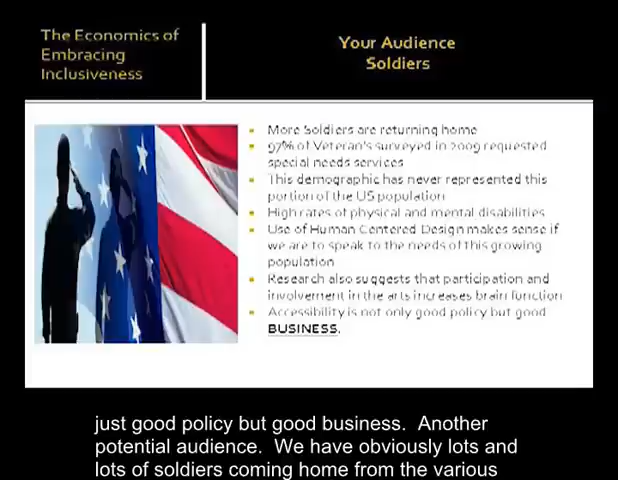 The Economics of
Embracing
Inclusiveness
Your Audience
Soldiers
More Soldiers are returning home
97% of Veteran's surveyed in 2009 requested
special needs services
This demographic has never represented this
portion of the US population
High rates of physical and mental disabilities
Use of Human Centered Design makes sense if
we are to speak to the needs of this growing
population
Research also suggests that participation and
involvement in the arts increases brain function
Accessibility is not only good policy but good
BUSINESS.
just good policy but good business.  Another
potential audience.  We have obviously lots and
lots of soldiers coming home from the various